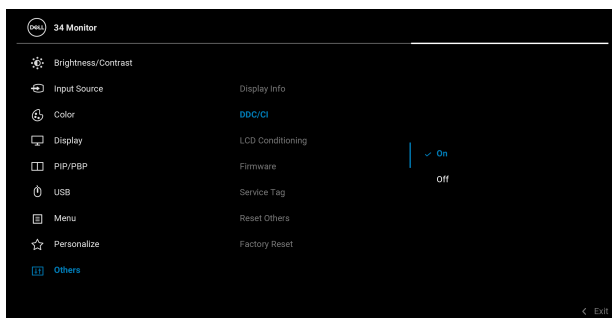 DELL 34 Monitor
Brightness/Contrast
Input Source Display Info
Color DDC/CI
Display LCD Conditioning
On
PIP/PBP Firmware
Off
USB Service Tag
Menu Reset Others
Personalize Factory Reset
Others
Exit